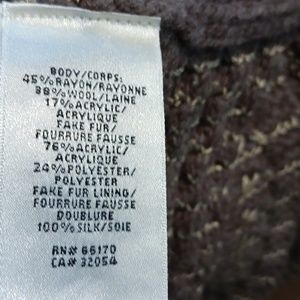 BODY/CORPS:
45%RAYON/RAYONNE
38%WOOL/LAINE
17%ACRYLIC/
ACRYLIQUE
FAKE FUR/
FOURRURE FAUSSE
76%ACRYLIC/
ACRYLIQUE
24%POLYESTER/
POLYESTER
FAKE FUR LINING/
FOURRURE FAUSSE
DOUBLURE
100%SILK/SOIE
RN# 66170
CA# 32054